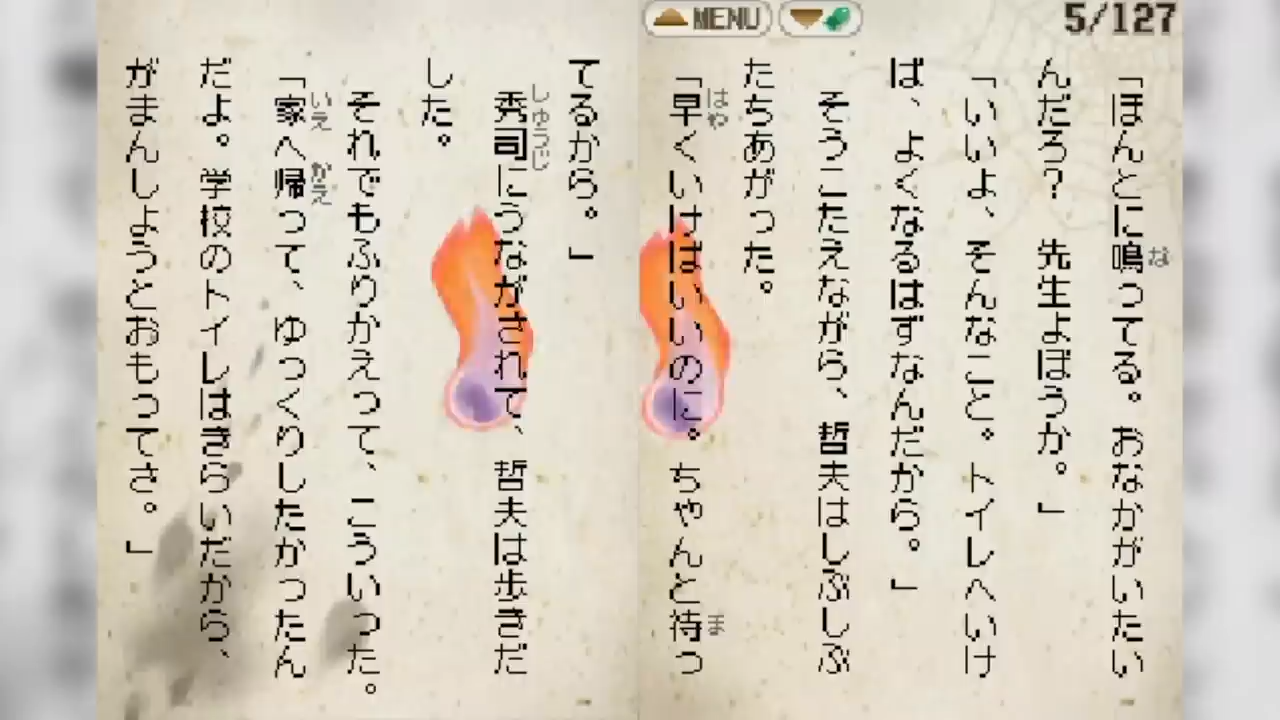 MENU
5/127
「ほんとに鳴ってる。おなかがいたい
んだろ？　先生よぼうか。」
「いいよ、そんなこと。トイレへいけ
ば、よくなるはずなんだから。」
そうこたえながら、哲夫はしぶしぶ
たちあがった。
「早くいけばいいのに。ちゃんと待っ
てるから。」
秀司にうながされて、哲夫は歩きだ
した。
それでもふりかえって、こういった。
「家へ帰って、ゆっくりしたかったん
だよ。学校のトイレはきらいだから、
がまんしようとおもってさ。」